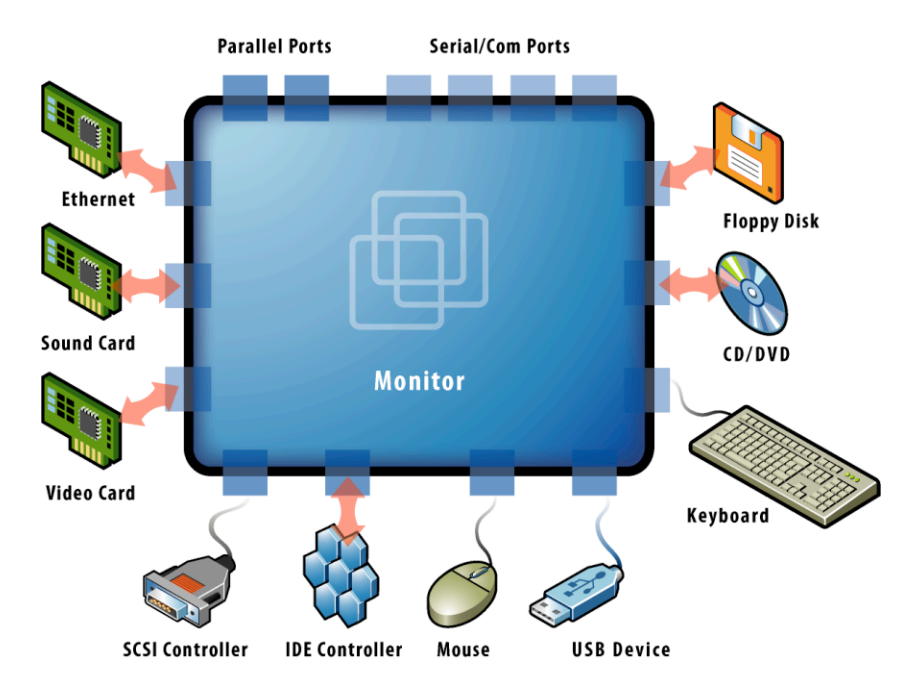 Parallel Ports
Serial/Com Ports
Ethernet
Floppy Disk
Sound Card
CD/DVD
Monitor
Video Card
Keyboard
SCSI Controller
IDE Controller
Mouse
USB Device